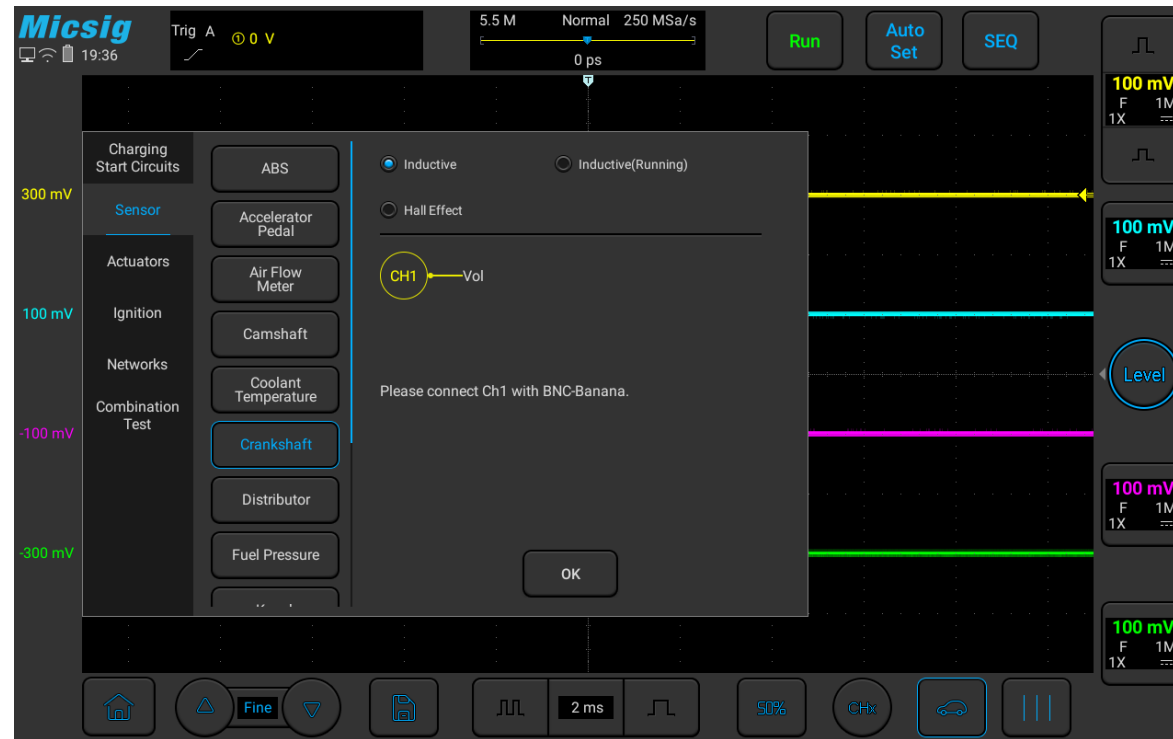 Micsig
19:36
Trig A ① 0 V
5.5 M Normal 250 MSa/s
0 ps
Run
Auto
Set
SEQ
T
100 mV
F 1M
1X
300 mV
100 mV
-100 mV
-300 mV
Charging
Start Circuits
Sensor
Actuators
Ignition
Networks
Combination
Test
ABS
Accelerator
Pedal
Air Flow
Meter
Camshaft
Coolant
Temperature
Crankshaft
Distributor
Fuel Pressure
Inductive
Inductive(Running)
Hall Effect
CH1 Vol
Please connect Ch1 with BNC-Banana.
OK
100 mV
F 1M
1X
Level
100 mV
F 1M
1X
100 mV
F 1M
1X
Fine
2 ms
50%
CHx